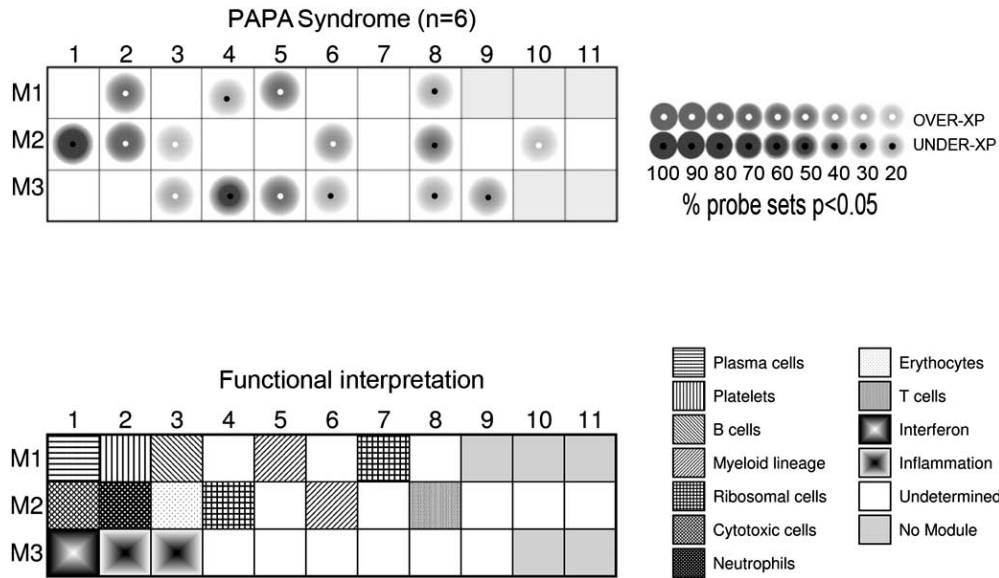 PAPA Syndrome (n=6)
1 2 3 4 5 6 7 8 9 10 11
M1
M2
M3
OVER-XP
UNDER-XP
100 90 80 70 60 50 40 30 20
% probe sets p<0.05
Functional interpretation
1 2 3 4 5 6 7 8 9 10 11
M1
M2
M3
Plasma cells
Platelets
B cells
Myeloid lineage
Ribosomal cells
Cytotoxic cells
Neutrophils
Erythocytes
T cells
Interferon
Inflammation
Undetermined
No Module